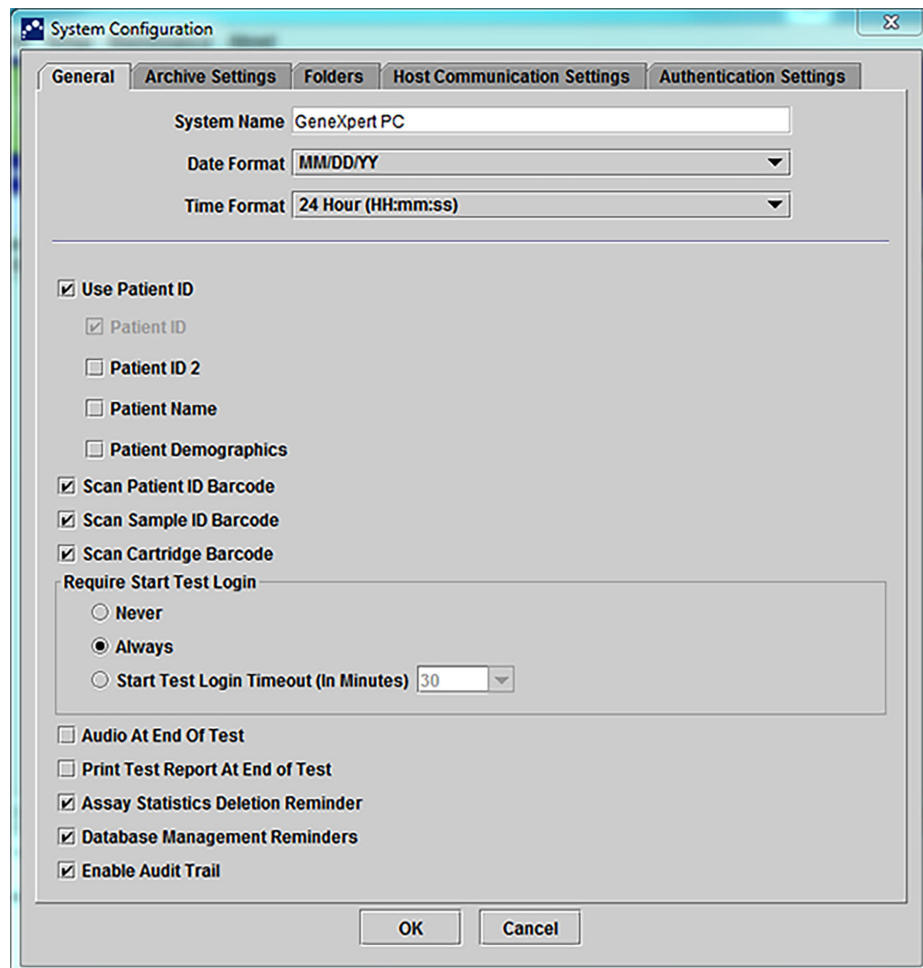 System Configuration
General Archive Settings Folders Host Communication Settings Authentication Settings
System Name GeneXpert PC
Date Format MM/DD/YY
Time Format 24 Hour (HH:mm:ss)
Use Patient ID
Patient ID
Patient ID 2
Patient Name
Patient Demographics
Scan Patient ID Barcode
Scan Sample ID Barcode
Scan Cartridge Barcode
Require Start Test Login
Never
Always
Start Test Login Timeout (In Minutes) 30
Audio At End Of Test
Print Test Report At End of Test
Assay Statistics Deletion Reminder
Database Management Reminders
Enable Audit Trail
OK Cancel